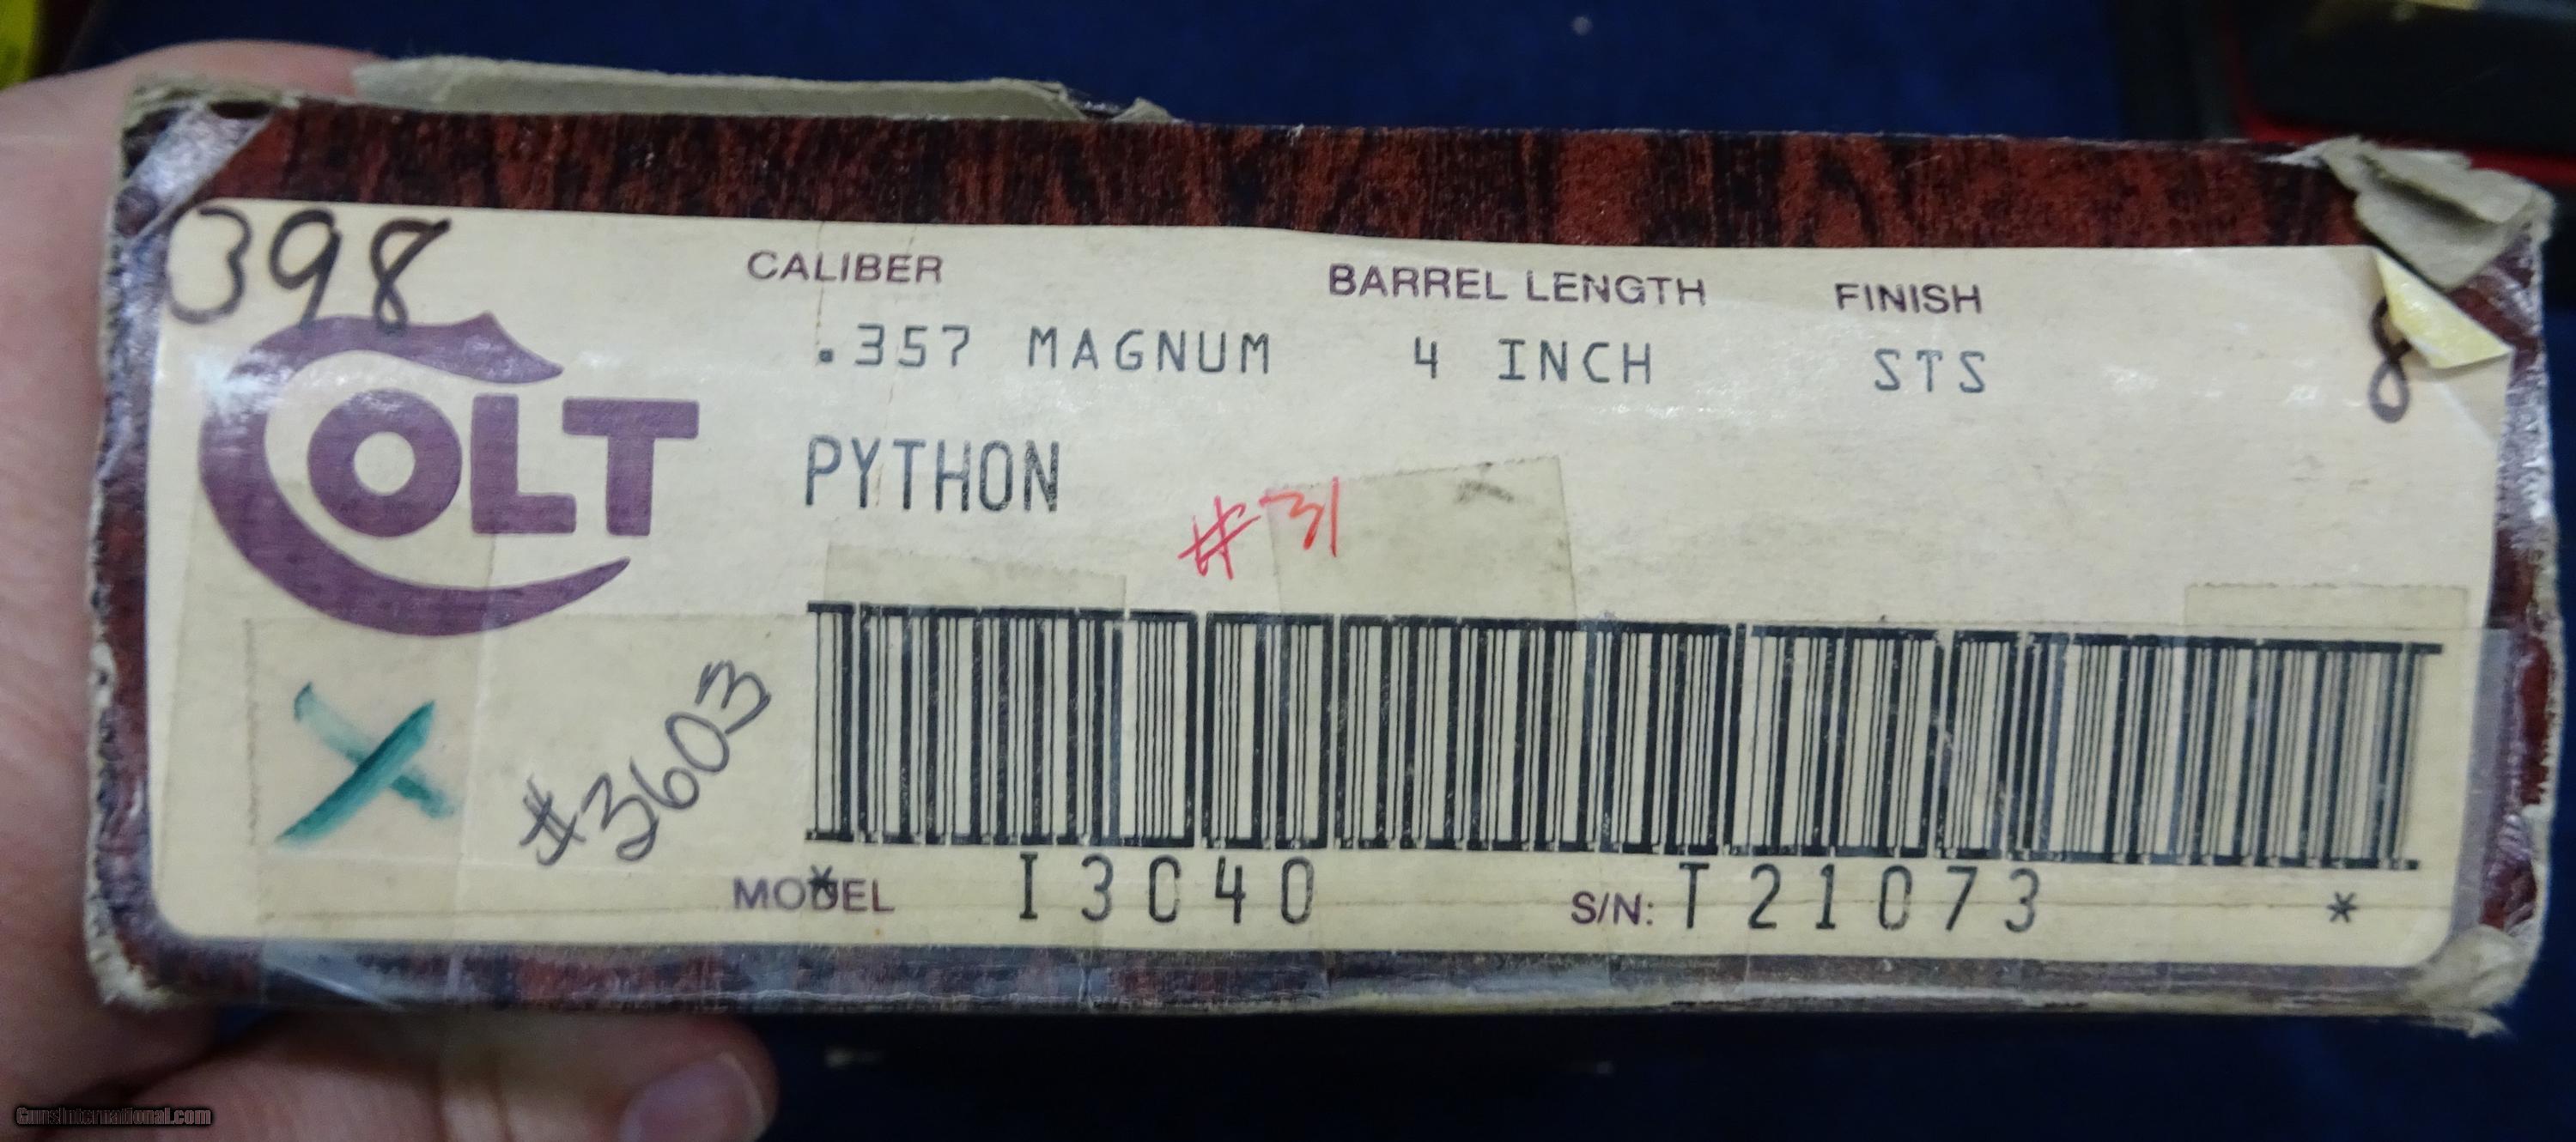 398
CALIBER BARREL LENGTH FINISH
.357 MAGNUM 4 INCH STS 8
COLT
PYTHON
#31
#3603
* MODEL I3040 S/N: T21073 *
GunsInternational.com